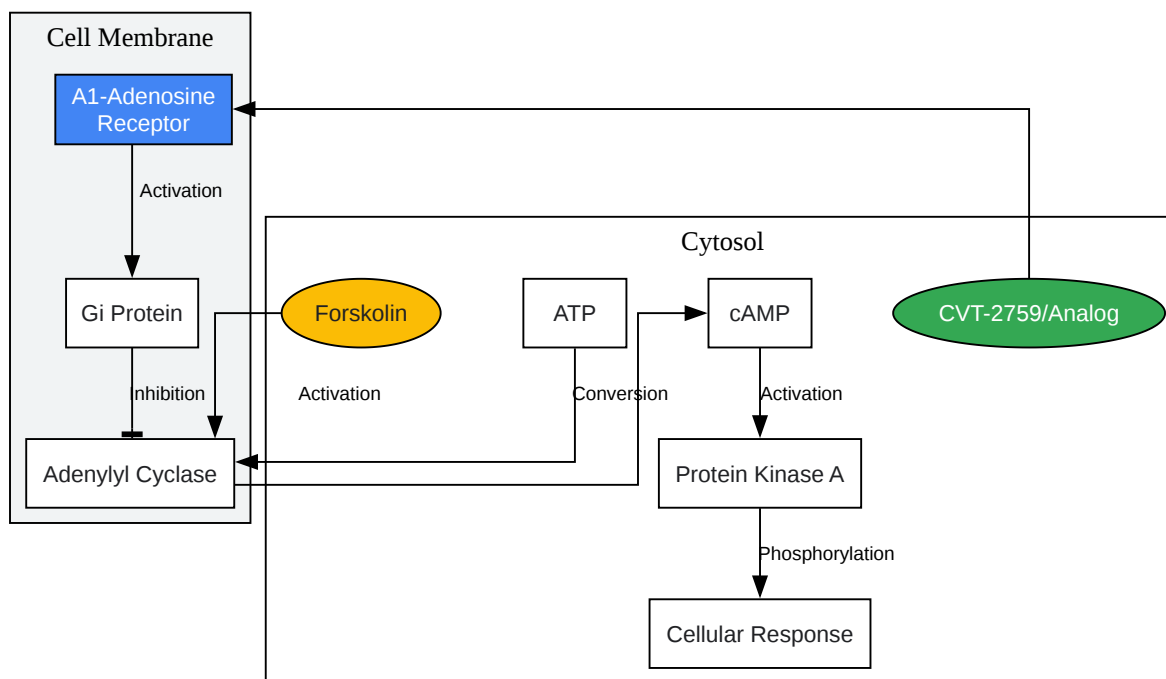 Cell Membrane
A1-Adenosine
Receptor
Activation
Cytosol
Gi Protein
Forskolin
ATP
cAMP
CVT-2759/Analog
Inhibition
Activation
Conversion
Activation
Adenylyl Cyclase
Protein Kinase A
Phosphorylation
Cellular Response